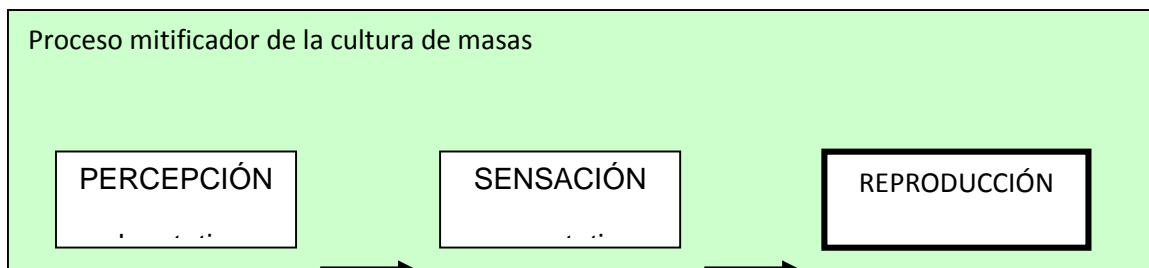 Proceso mitificador de la cultura de masas
PERCEPCIÓN
SENSACIÓN
REPRODUCCIÓN